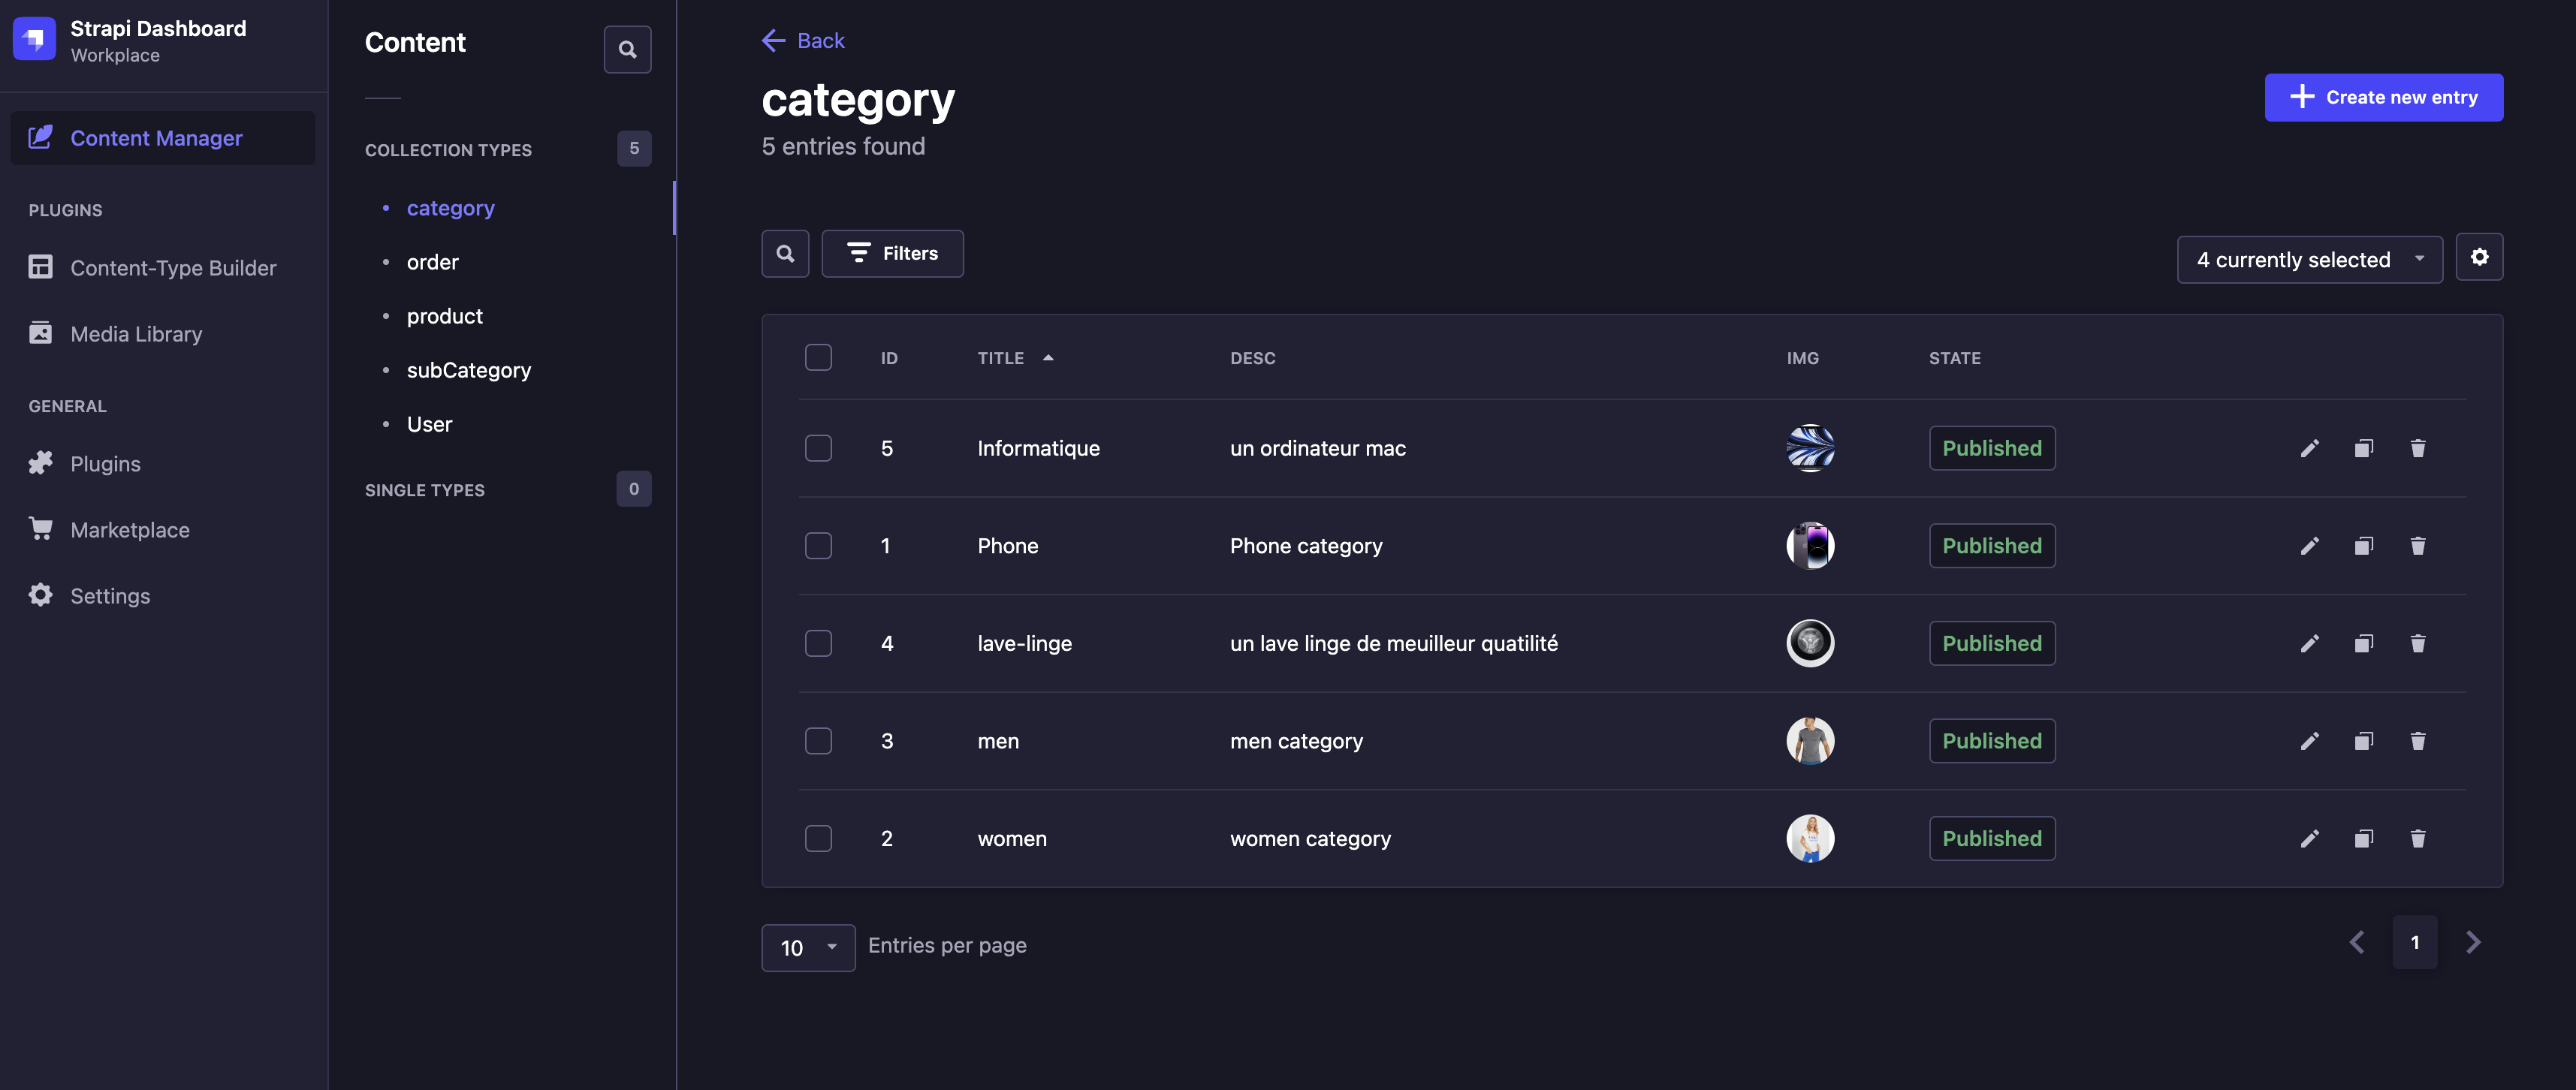 Strapi Dashboard
Workplace
Content Manager
PLUGINS
Content-Type Builder
Media Library
GENERAL
Plugins
Marketplace
Settings
Content
COLLECTION TYPES 5
category
order
product
subCategory
User
SINGLE TYPES 0
Back
category
5 entries found
Create new entry
Filters
4 currently selected
ID TITLE DESC IMG STATE
5 Informatique un ordinateur mac Published
1 Phone Phone category Published
4 lave-linge un lave linge de meuilleur quatilité Published
3 men men category Published
2 women women category Published
10 Entries per page
1